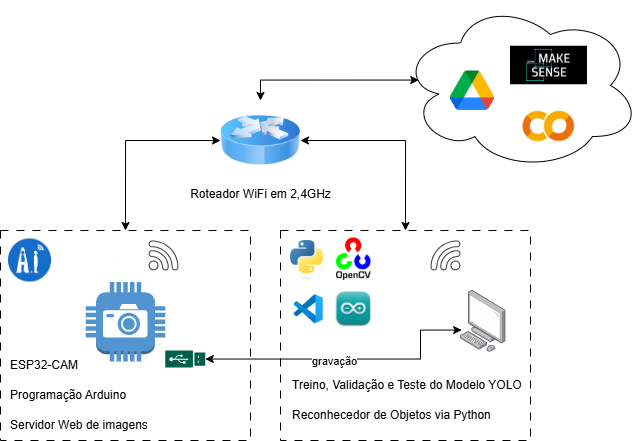 MAKE
SENSE
Roteador WiFi em 2,4GHz
A.i
OpenCV
gravação
ESP32-CAM
Programação Arduino
Servidor Web de imagens
Treino, Validação e Teste do Modelo YOLO
Reconhecedor de Objetos via Python